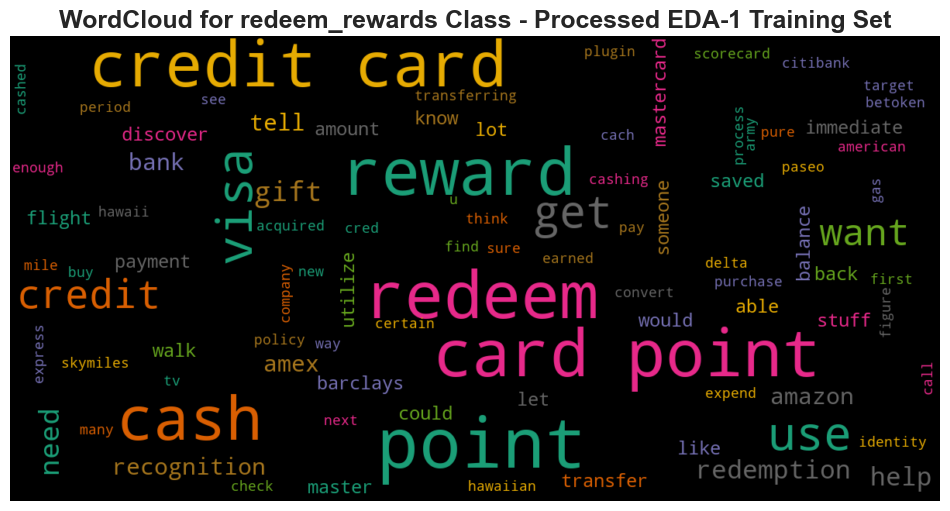 WordCloud for redeem_rewards Class - Processed EDA-1 Training Set
credit card
plugin
mastercard
scorecard
citibank
cashed
period
see
transferring
target
betoken
discover
tell
amount
know
lot
cach
process
army
pure
immediate
american
enough
bank
visa
gift
reward
cashing
saved
paseo
gas
flight
hawaii
acquired
cred
u
think
get
pay
someone
balance
want
mile
buy
payment
company
new
utilize
find
sure
earned
delta
purchase
back
first
credit
redeem
convert
certain
would
able
stuff
figure
express
skymiles
walk
policy
way
amex
card point
call
tv
barclays
let
expend
amazon
need
many
cash
next
could
point
like
use
identity
recognition
check
master
hawaiian
transfer
redemption
help